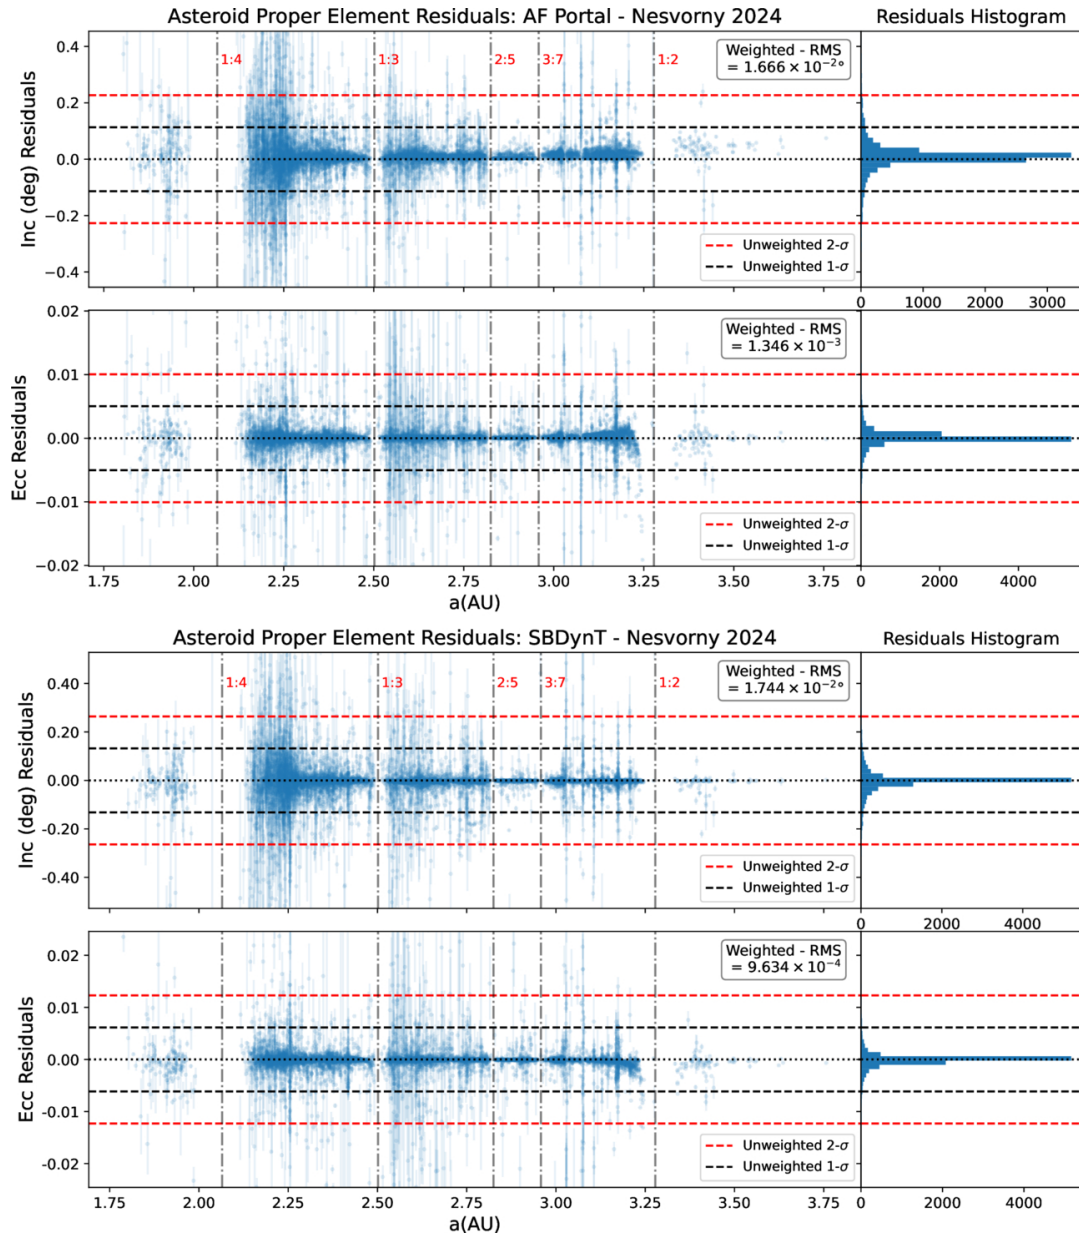 Asteroid Proper Element Residuals: AF Portal - Nesvorny 2024
Residuals Histogram
0.4
0.2
0.0
−0.2
−0.4
Inc (deg) Residuals
1:4
1:3
2:5
3:7
1:2
Weighted - RMS
= 1.666 × 10⁻²°
Unweighted 2-σ
Unweighted 1-σ
0
1000
2000
3000
0.02
0.01
0.00
−0.01
−0.02
Ecc Residuals
Weighted - RMS
= 1.346 × 10⁻³
Unweighted 2-σ
Unweighted 1-σ
1.75
2.00
2.25
2.50
2.75
3.00
3.25
3.50
3.75
a(AU)
0
2000
4000
Asteroid Proper Element Residuals: SBDynT - Nesvorny 2024
Residuals Histogram
0.40
0.20
0.00
-0.20
-0.40
Inc (deg) Residuals
1:4
1:3
2:5
3:7
1:2
Weighted - RMS
= 1.744 × 10⁻²°
Unweighted 2-σ
Unweighted 1-σ
0
2000
4000
0.02
0.01
0.00
-0.01
-0.02
Ecc Residuals
Weighted - RMS
= 9.634 × 10⁻⁴
Unweighted 2-σ
Unweighted 1-σ
1.75
2.00
2.25
2.50
2.75
3.00
3.25
3.50
3.75
a(AU)
0
2000
4000